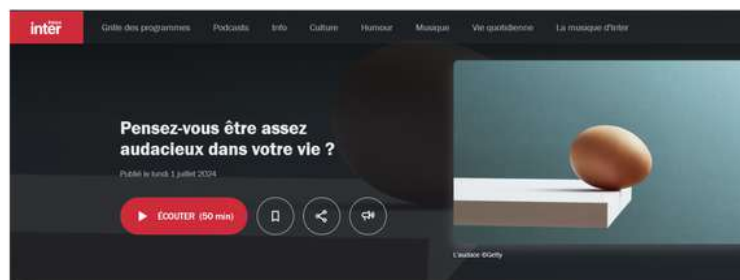 france
inter
Grille des programmes Podcasts Info Culture Humour Musique Vie quotidienne La musique d'Inter
Pensez-vous être assez
audacieux dans votre vie ?
Publié le lundi 1 juillet 2024
ÉCOUTER (50 min)
L'audace ©Getty